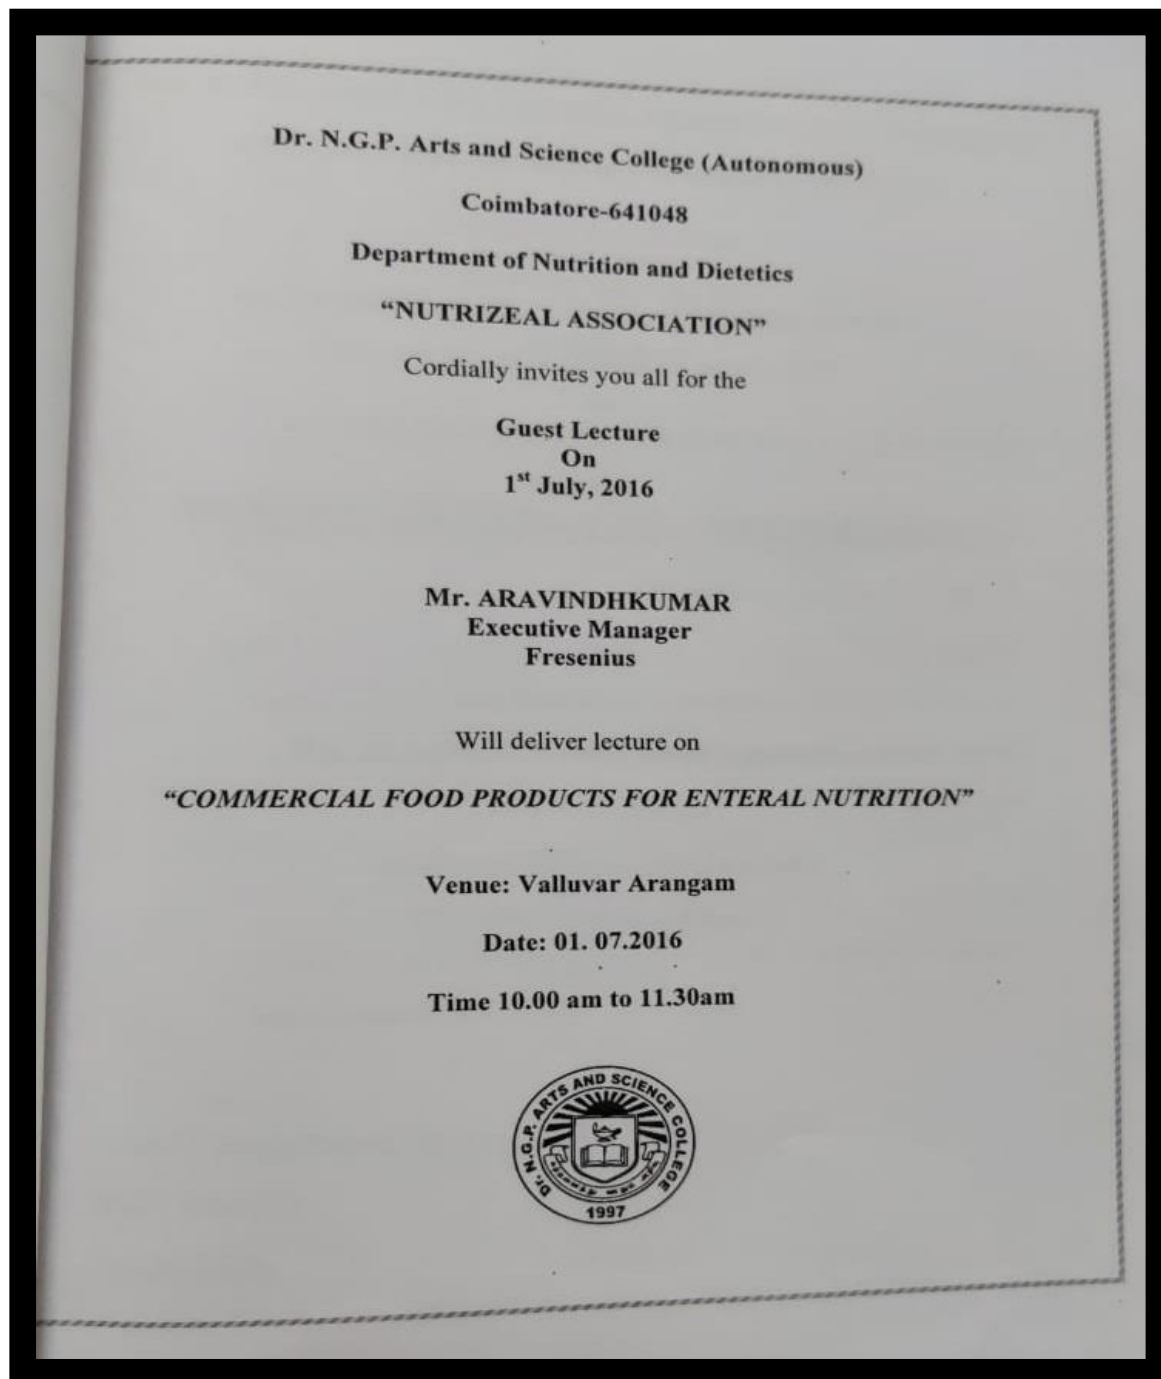 Dr. N.G.P. Arts and Science College (Autonomous)
Coimbatore-641048
Department of Nutrition and Dietetics
“NUTRIZEAL ASSOCIATION”
Cordially invites you all for the
Guest Lecture
On
1st July, 2016
Mr. ARAVINDHKUMAR
Executive Manager
Fresenius
Will deliver lecture on
“COMMERCIAL FOOD PRODUCTS FOR ENTERAL NUTRITION”
Venue: Valluvar Arangam
Date: 01. 07.2016
Time 10.00 am to 11.30am
Dr. N.G.P. ARTS AND SCIENCE COLLEGE
1997